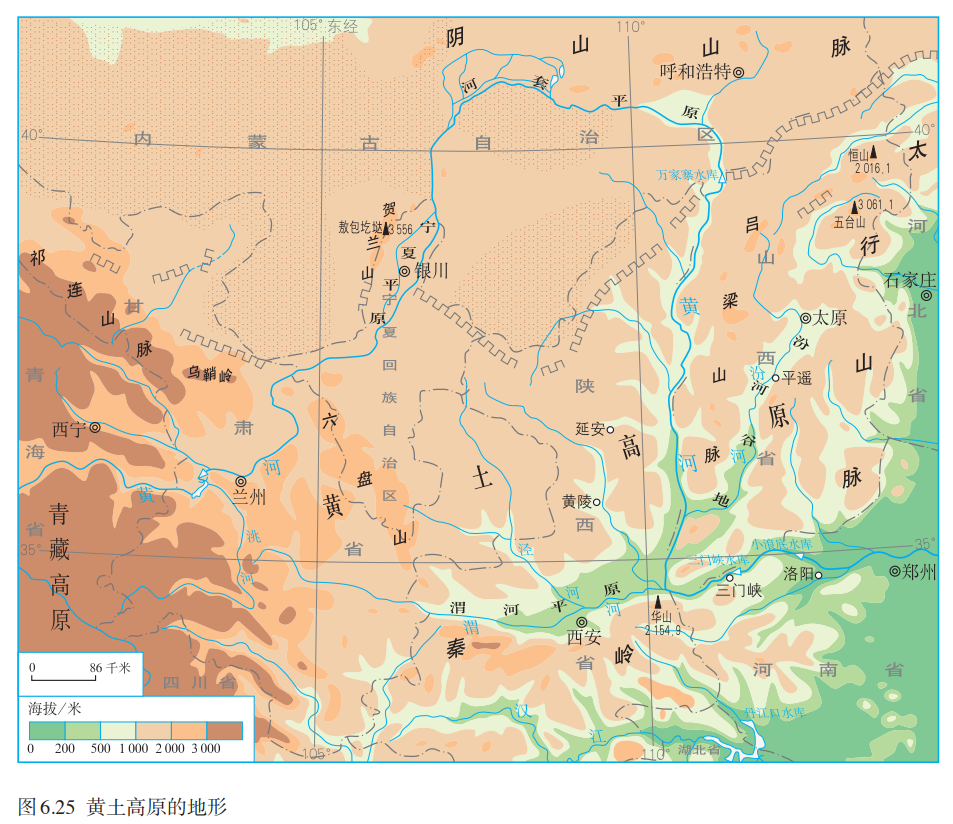 105° 东经
110°
阴山山脉
呼和浩特
河套平原
40°
内蒙古自治区
40°
恒山
2 016.1
太行山脉
万家寨水库
3 061.1
五台山
贺兰山
敖包圪垯
3 556
宁夏平原
银川
吕梁山脉
山西省
河北省
石家庄
祁连山脉
甘肃省
乌鞘岭
宁夏回族自治区
黄河
太原
汾河谷地
汾河
平遥
青海省
西宁
陕西省
延安
六盘山
黄土高原
黄河
兰州
黄陵
青藏高原
洮河
泾河
35°
35°
三门峡水库
小浪底水库
洛阳
郑州
三门峡
渭河平原
渭河
西安
华山
2 154.9
秦岭
河南省
四川省
汉江
丹江口水库
湖北省
105°
110°
0 86 千米
海拔/米
0 200 500 1 000 2 000 3 000
图6.25 黄土高原的地形